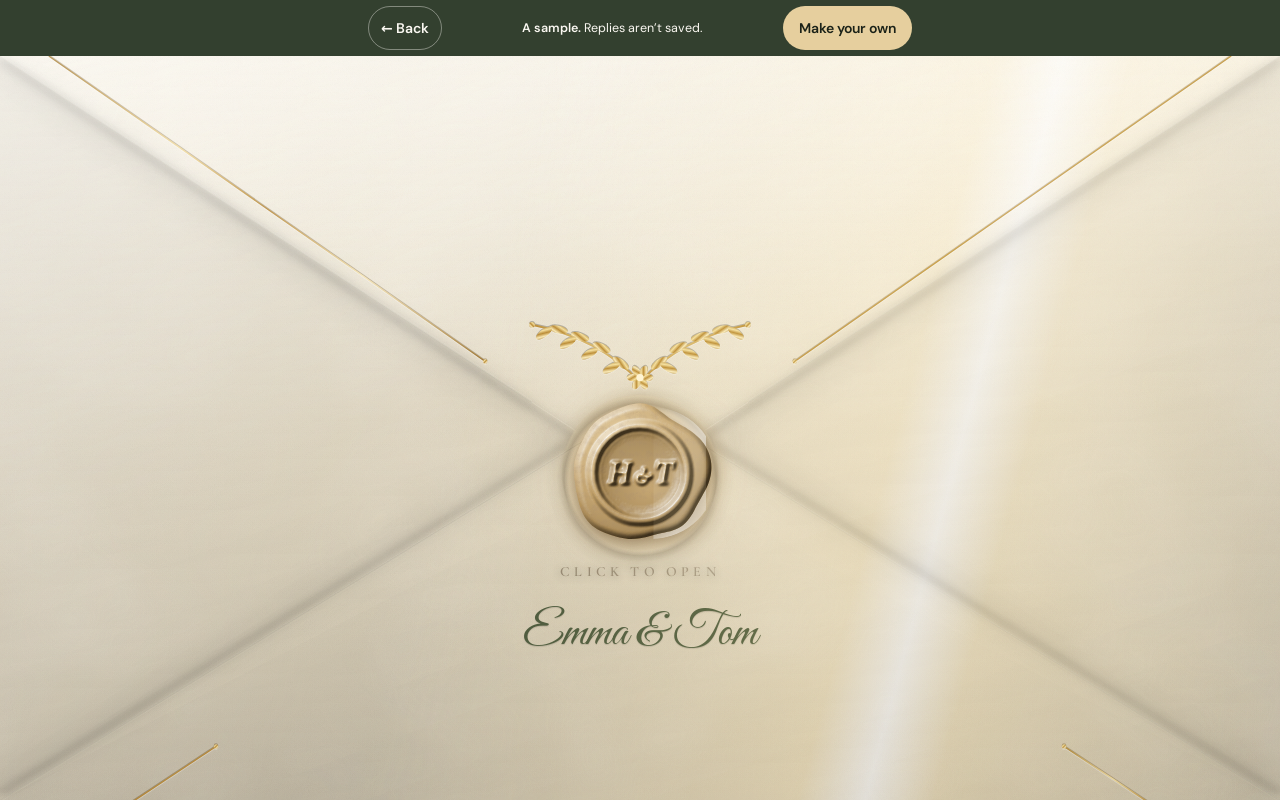 ← Back
A sample. Replies aren’t saved.
Make your own
H&T
CLICK TO OPEN
Emma & Tom